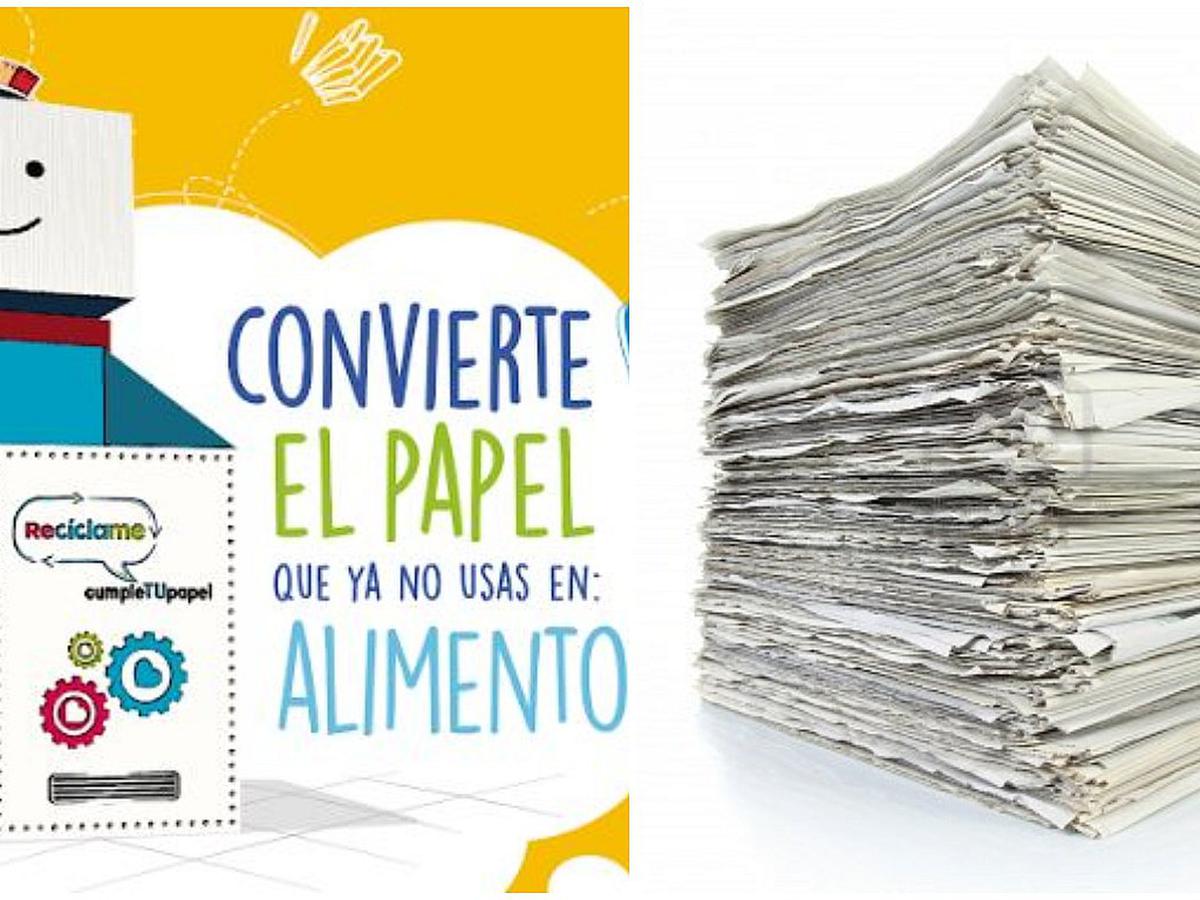 CONVIERTE
EL PAPEL
QUE YA NO USAS EN:
ALIMENTO
Recíclame
cumpleTUpapel